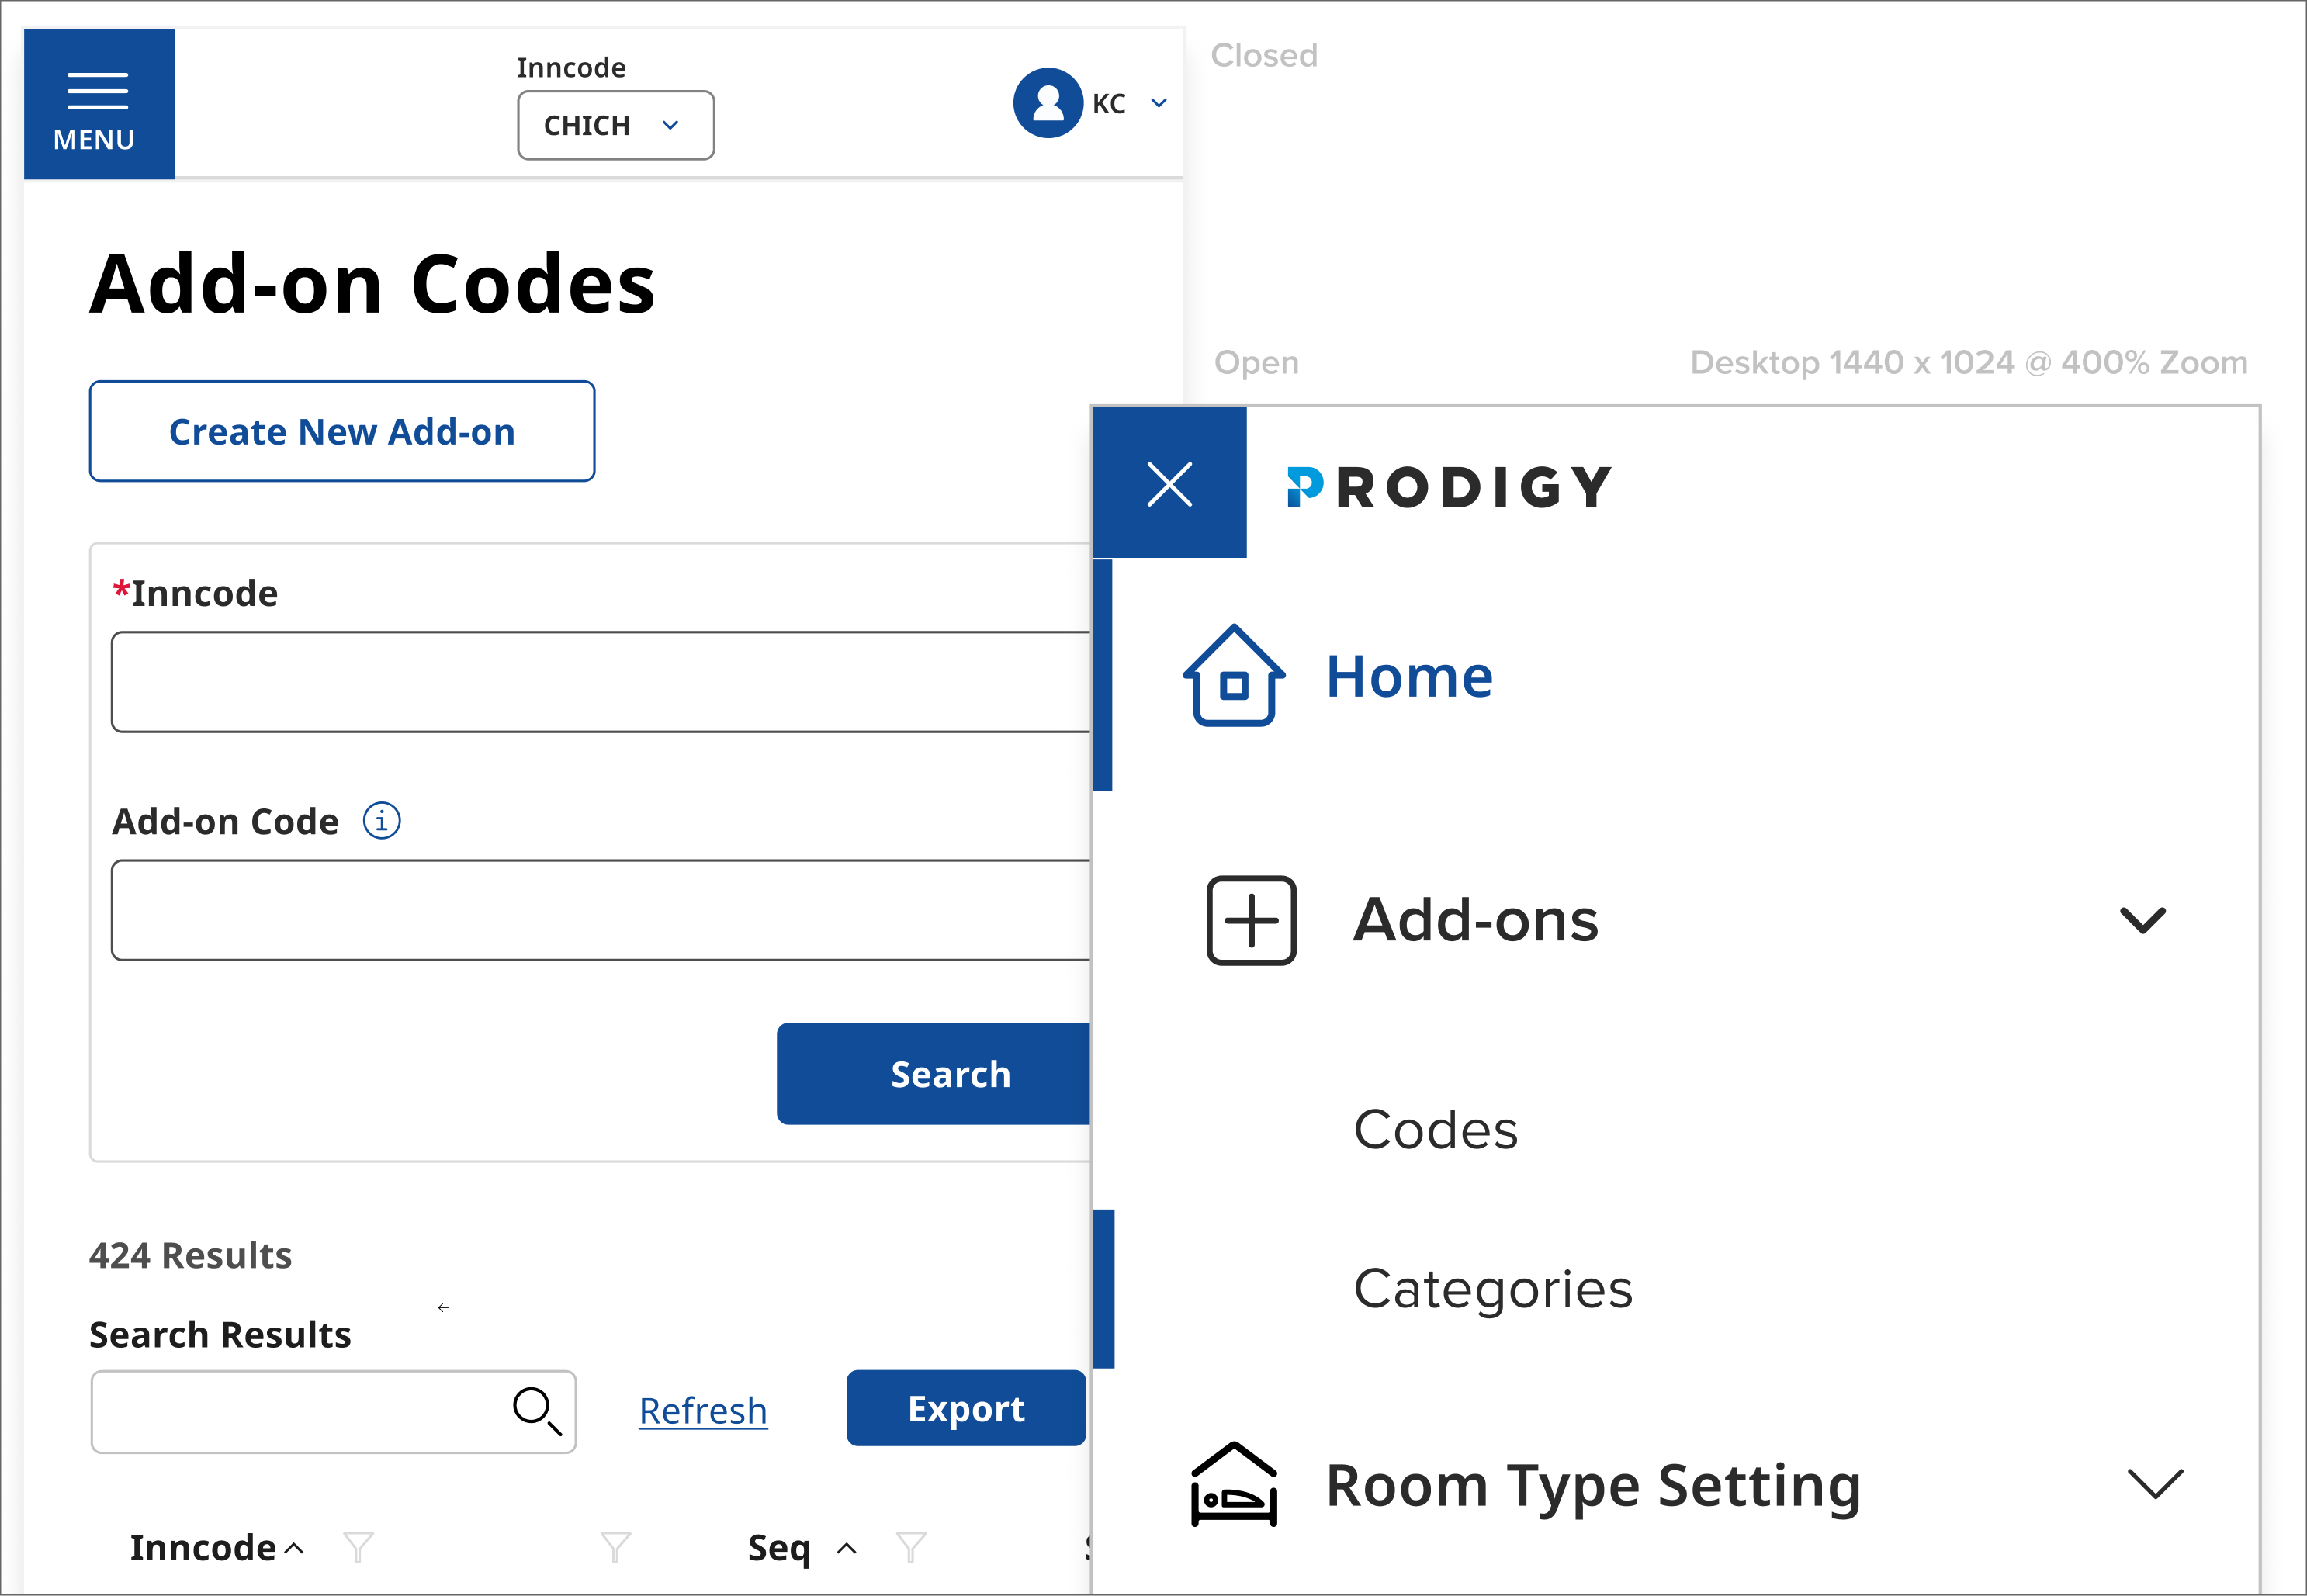 Closed
Inncode
CHICH
KC
MENU
Add-on Codes
Create New Add-on
*Inncode
Add-on Code
i
Search
424 Results
Search Results
Refresh
Export
Inncode
Seq
Open
Desktop 1440 x 1024 @ 400% Zoom
PRODIGY
Home
Add-ons
Codes
Categories
Room Type Setting